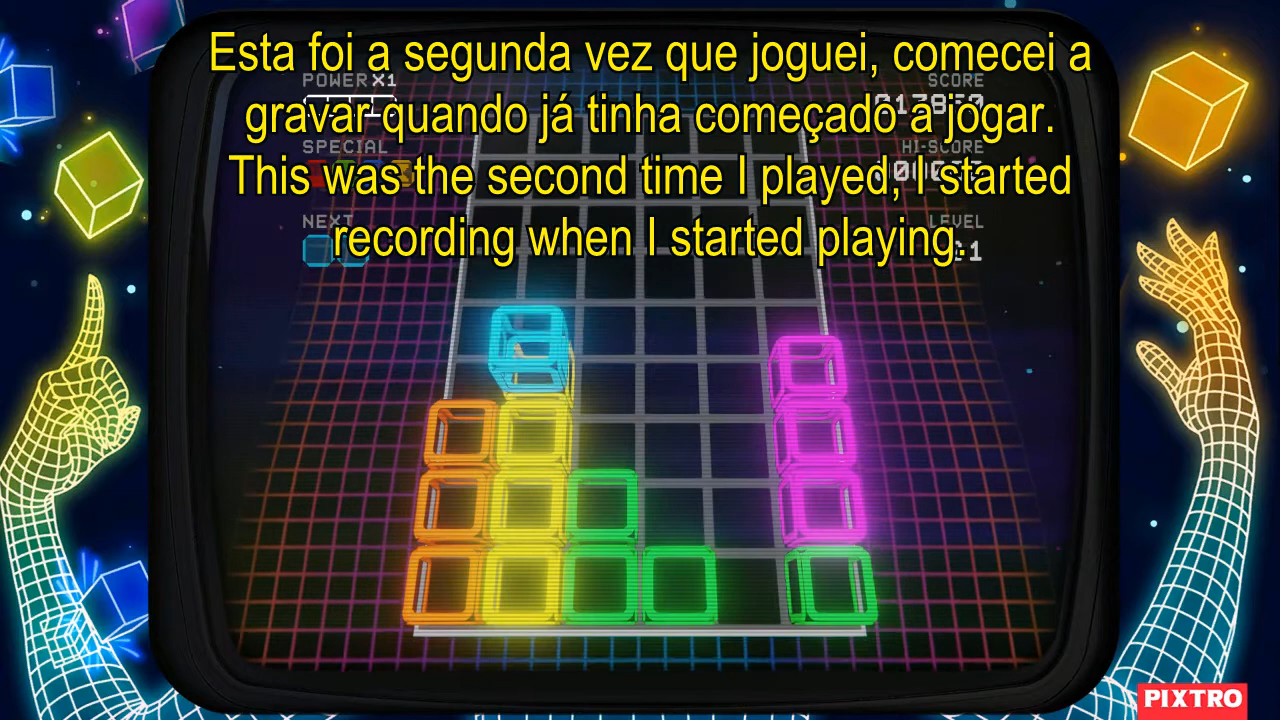 Esta foi a segunda vez que joguei, comecei a
gravar quando já tinha começado a jogar.
This was the second time I played, I started
recording when I started playing.
POWER X1
SPECIAL
NEXT
SCORE
HI-SCORE
LEVEL
PIXTRO